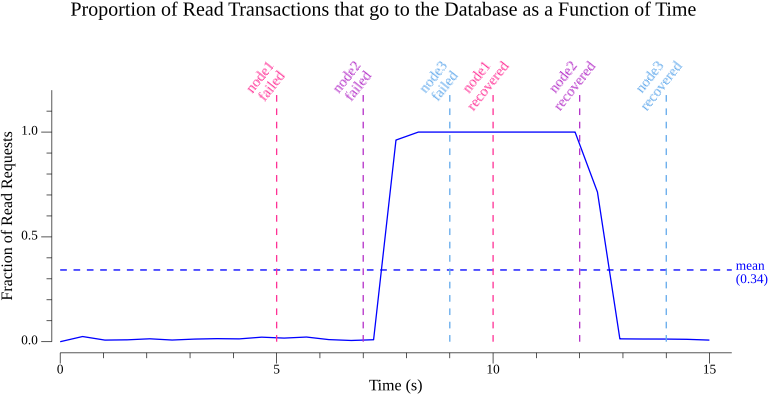 Proportion of Read Transactions that go to the Database as a Function of Time
node1
failed
node2
failed
node3
failed
node1
recovered
node2
recovered
node3
recovered
Fraction of Read Requests
1.0
0.5
0.0
mean
(0.34)
0
5
10
15
Time (s)